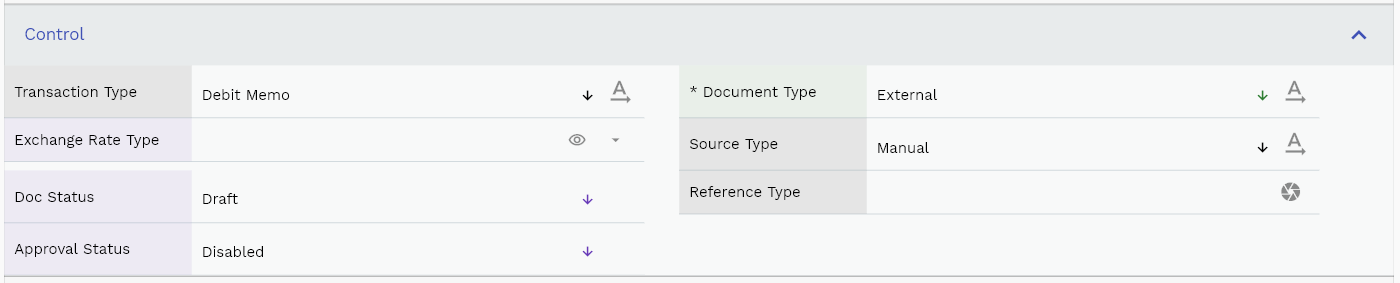 Control
Transaction Type Debit Memo
Exchange Rate Type
Doc Status Draft
Approval Status Disabled
* Document Type External
Source Type Manual
Reference Type